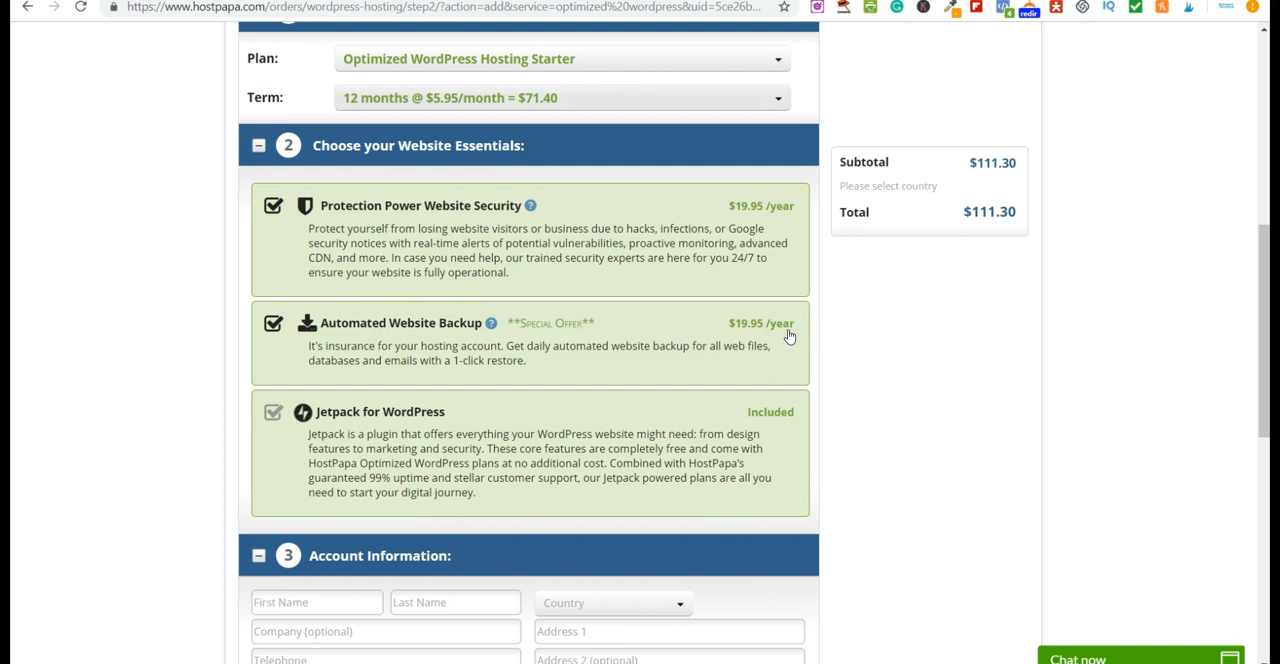 https://www.hostpapa.com/orders/wordpress-hosting/step2/?action=add&service=optimized%20wordpress&uid=5ce26b...
Plan:
Optimized WordPress Hosting Starter
Term:
12 months @ $5.95/month = $71.40
2 Choose your Website Essentials:
Protection Power Website Security ? $19.95 /year
Protect yourself from losing website visitors or business due to hacks, infections, or Google
security notices with real-time alerts of potential vulnerabilities, proactive monitoring, advanced
CDN, and more. In case you need help, our trained security experts are here for you 24/7 to
ensure your website is fully operational.
Automated Website Backup ? **Special Offer** $19.95 /year
It's insurance for your hosting account. Get daily automated website backup for all web files,
databases and emails with a 1-click restore.
Jetpack for WordPress Included
Jetpack is a plugin that offers everything your WordPress website might need: from design
features to marketing and security. These core features are completely free and come with
HostPapa Optimized WordPress plans at no additional cost. Combined with HostPapa's
guaranteed 99% uptime and stellar customer support, our Jetpack powered plans are all you
need to start your digital journey.
3 Account Information:
First Name
Last Name
Country
Company (optional)
Address 1
Telephone
Address 2 (optional)
Subtotal $111.30
Please select country
Total $111.30
Chat now